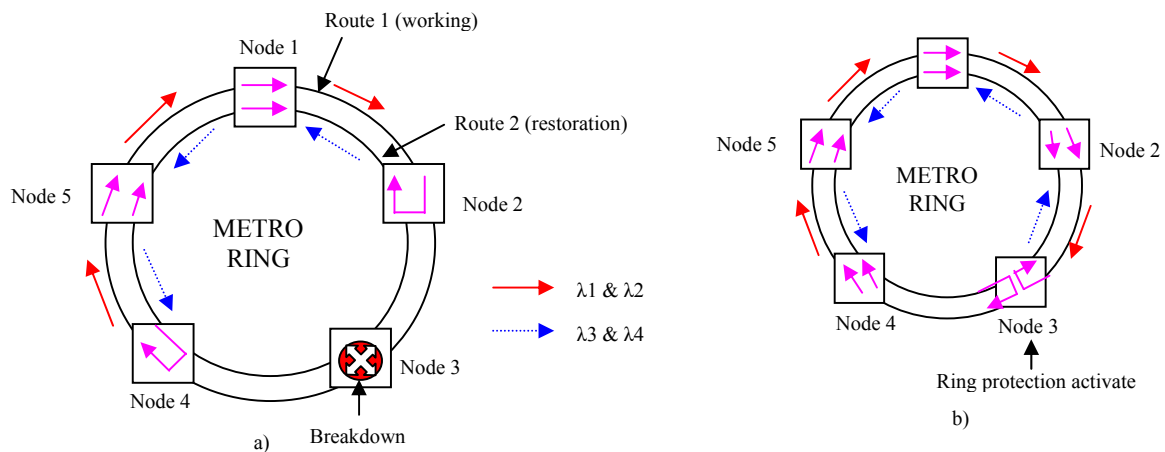 Route 1 (working)
Node 1
Route 2 (restoration)
Node 5
Node 2
METRO
RING
λ1 & λ2
λ3 & λ4
Node 3
Node 4
Breakdown
a)
Node 5
Node 2
METRO
RING
Node 4
Node 3
Ring protection activate
b)